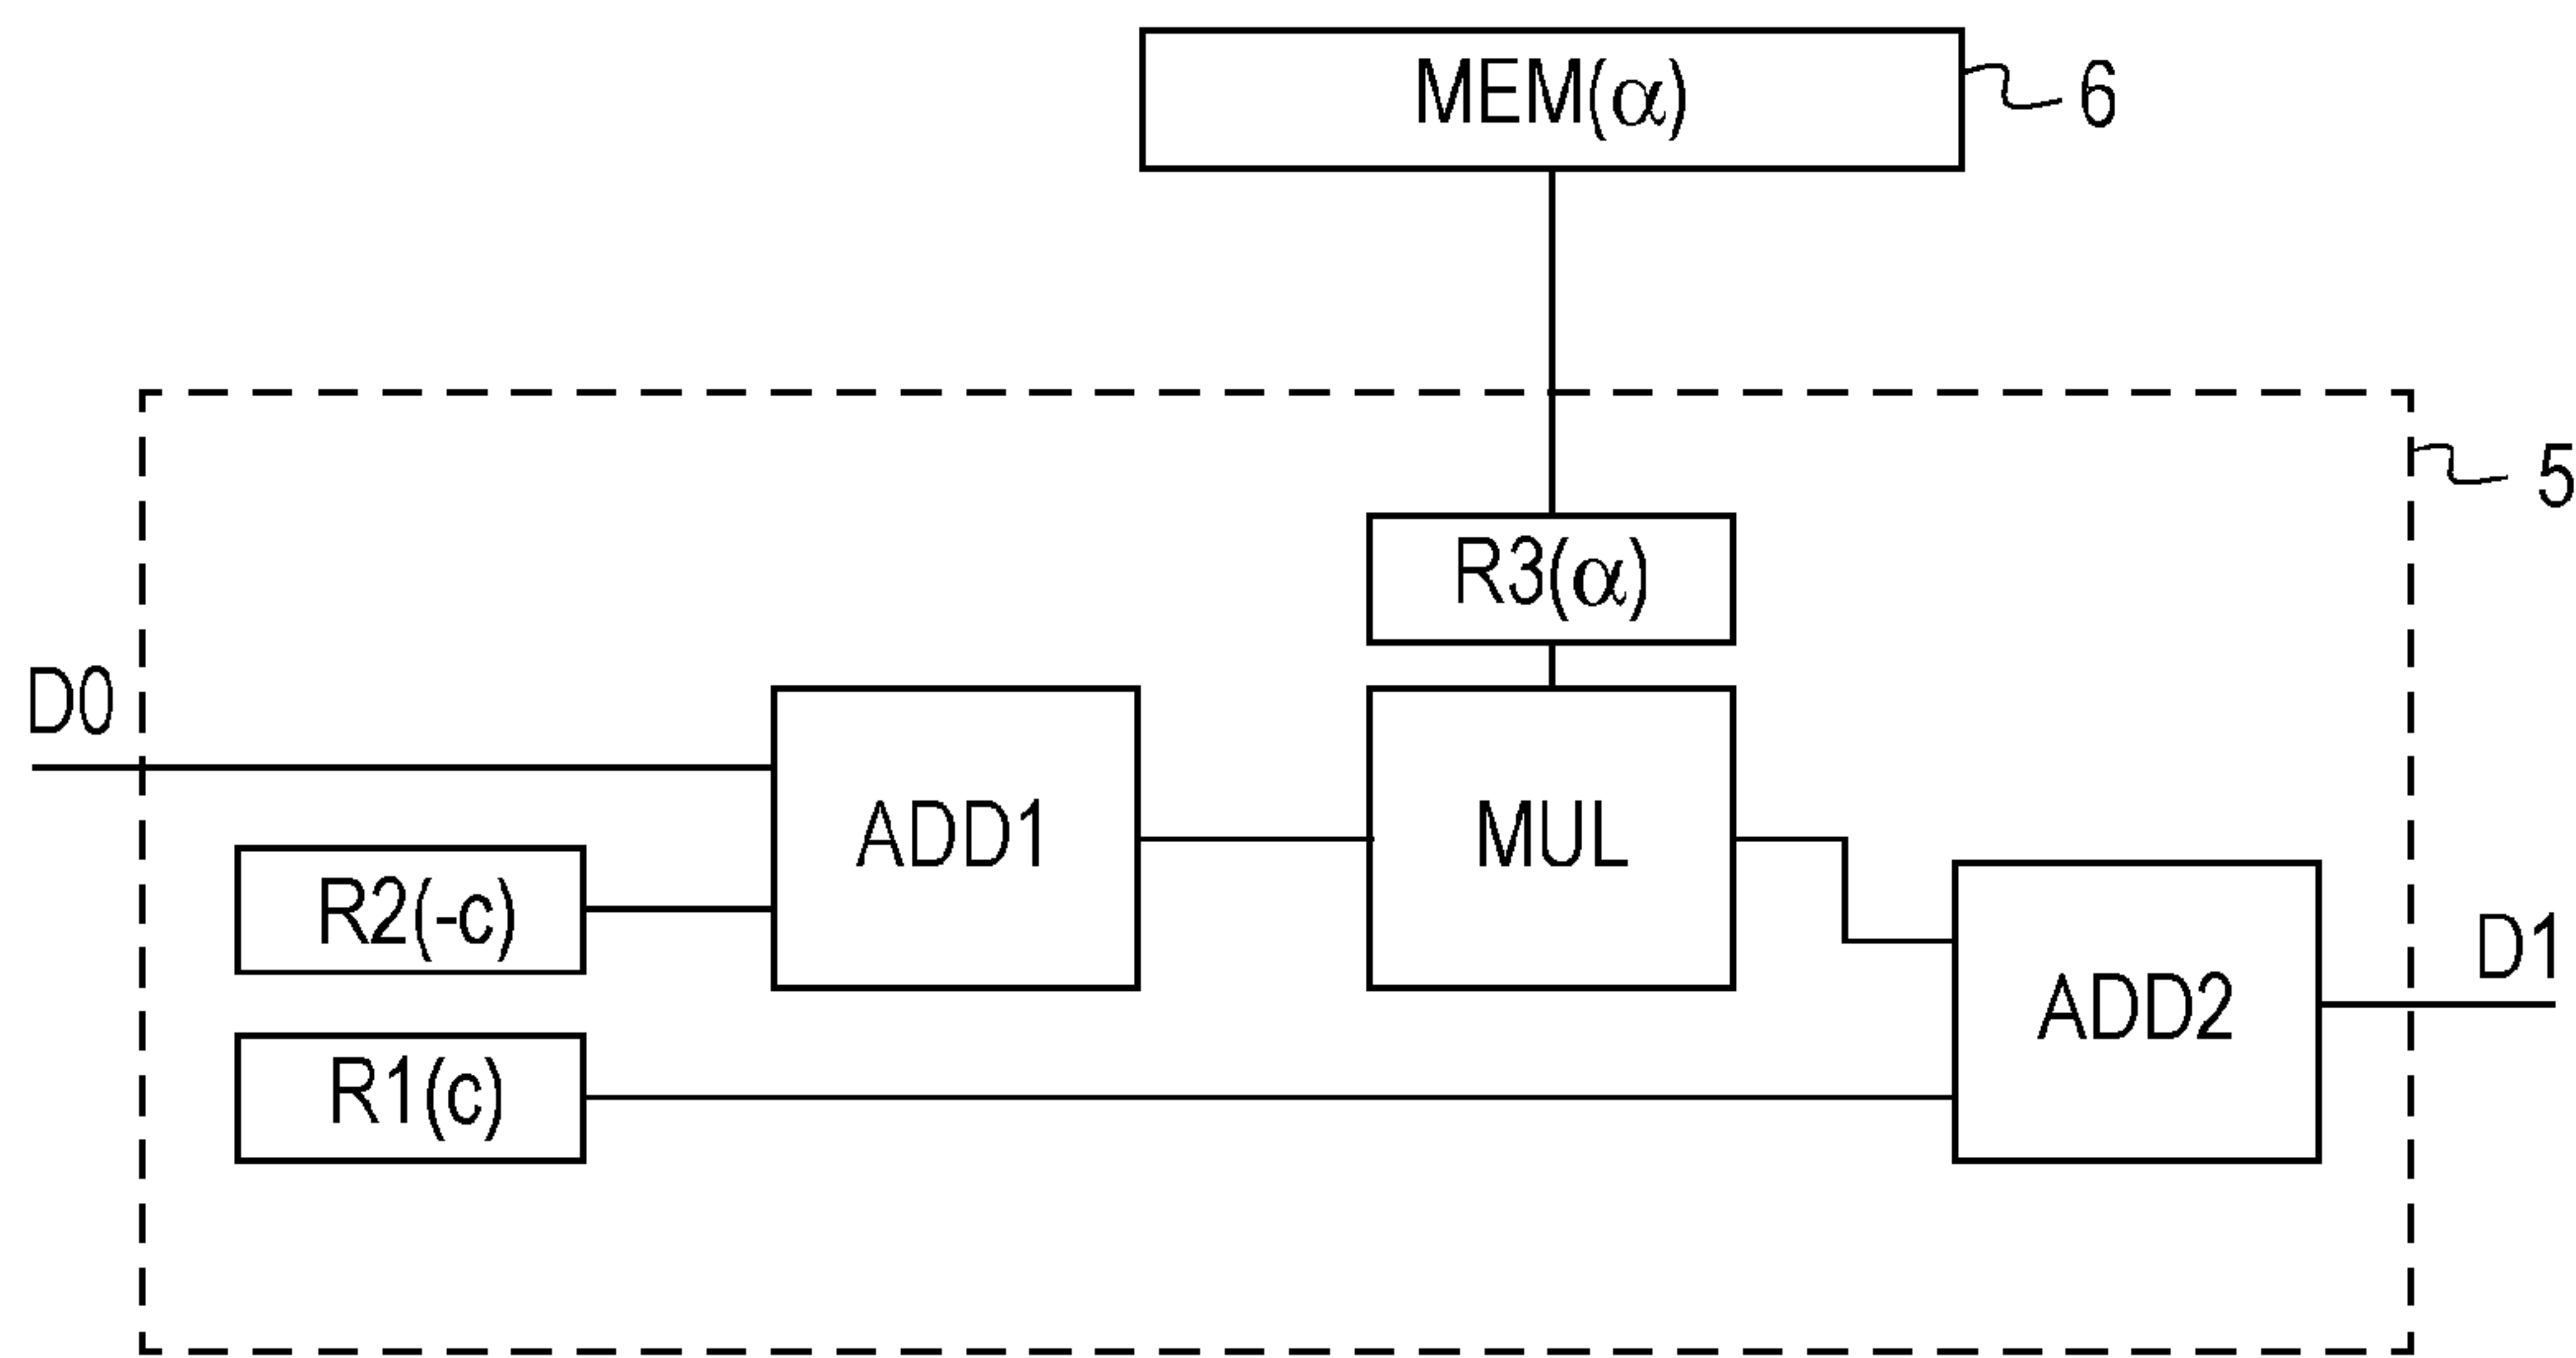 MEM(α)
6
5
R3(α)
D0
ADD1
MUL
R2(-c)
D1
ADD2
R1(c)